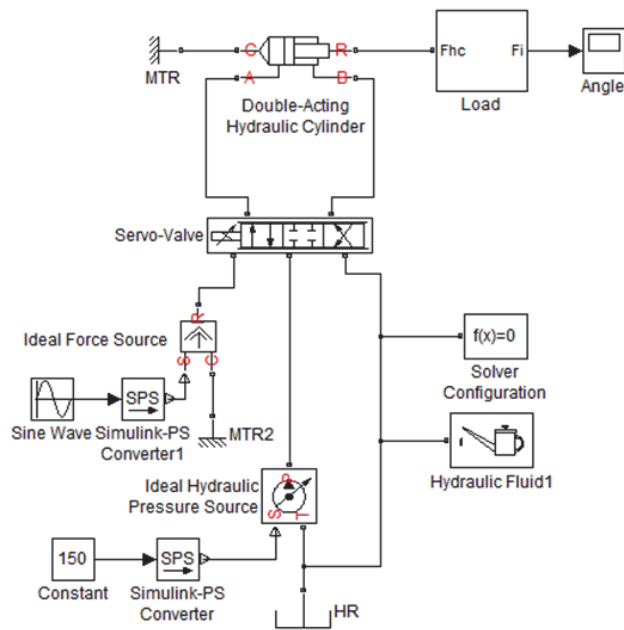 C
R
Fhc
Fi
MTR
A
B
Load
Angle
Double-Acting
Hydraulic Cylinder
Servo-Valve
R
Ideal Force Source
S
C
f(x)=0
Solver
Configuration
SPS
Sine Wave
Simulink-PS
Converter1
MTR2
Hydraulic Fluid1
Ideal Hydraulic
Pressure Source
P
S
T
150
SPS
Constant
Simulink-PS
Converter
HR